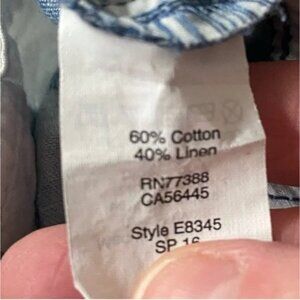 60% Cotton
40% Linen
RN77388
CA56445
Style E8345
SP 16